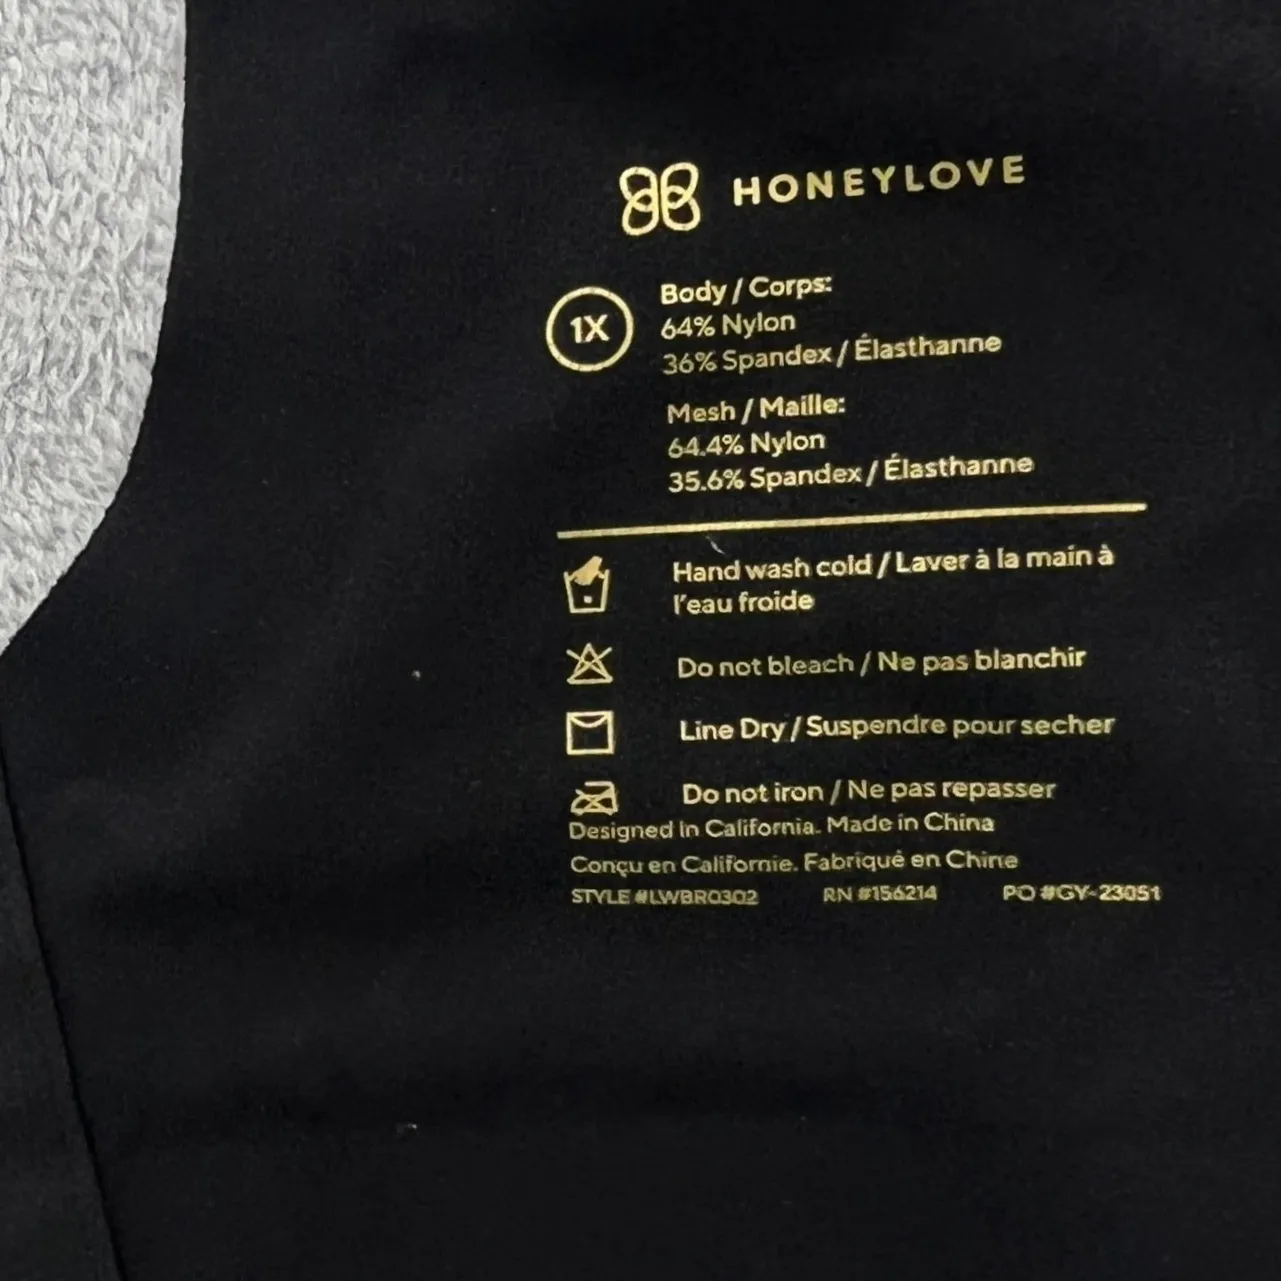 HONEYLOVE
1X
Body / Corps:
64% Nylon
36% Spandex / Élasthanne
Mesh / Maille:
64.4% Nylon
35.6% Spandex / Élasthanne
Hand wash cold / Laver à la main à
l'eau froide
Do not bleach / Ne pas blanchir
Line Dry / Suspendre pour secher
Do not iron / Ne pas repasser
Designed in California. Made in China
Conçu en Californie. Fabriqué en Chine
STYLE #LWBR0302 RN #156214 PO #GY-23051